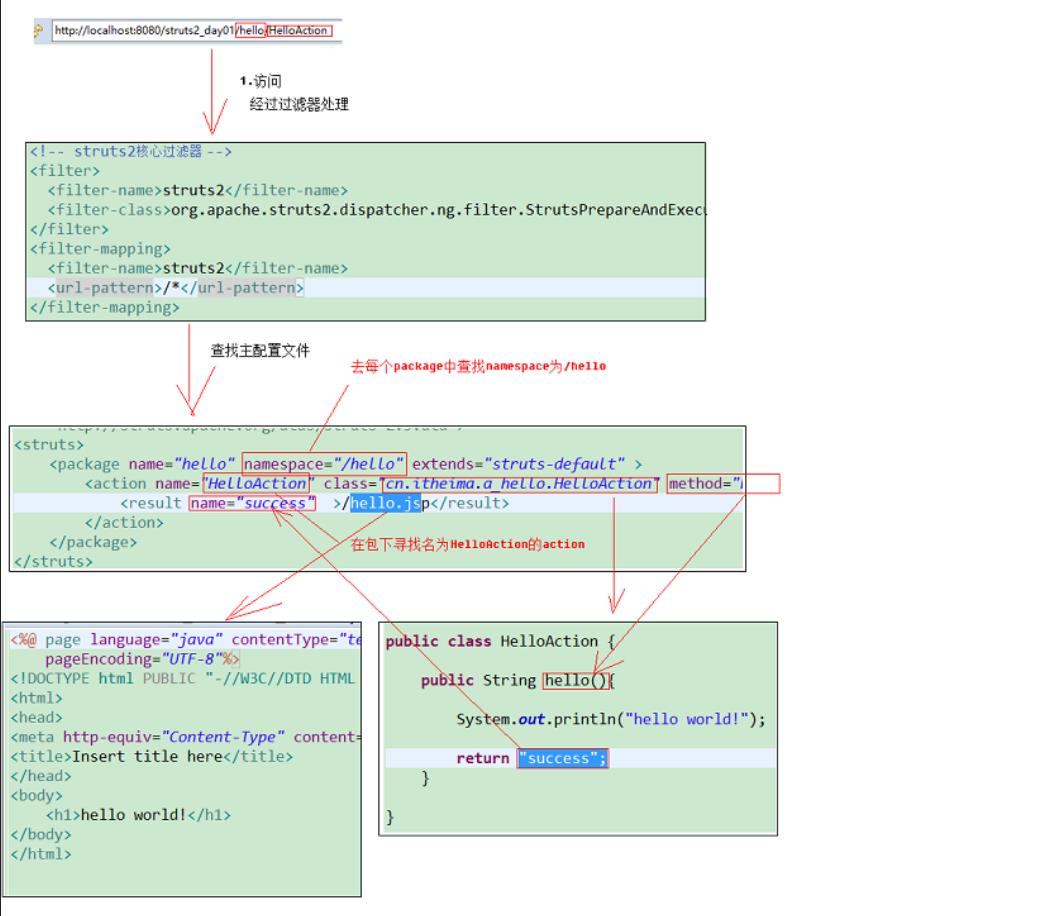 http://localhost:8080/struts2_day01/hello/HelloAction
1.访问
经过过滤器处理
<!-- struts2核心过滤器 -->
<filter>
<filter-name>struts2</filter-name>
<filter-class>org.apache.struts2.dispatcher.ng.filter.StrutsPrepareAndExecu
</filter>
<filter-mapping>
<filter-name>struts2</filter-name>
<url-pattern>/*</url-pattern>
</filter-mapping>
查找主配置文件
去每个package中查找namespace为/hello
<struts>
<package name="hello" namespace="/hello" extends="struts-default" >
<action name="HelloAction" class="cn.itheima.a_hello.HelloAction" method="
<result name="success" >/hello.jsp</result>
</action>
</package>
在包下寻找名为HelloAction的action
</struts>
<%@ page language="java" contentType="te
pageEncoding="UTF-8"%>
<!DOCTYPE html PUBLIC "-//W3C//DTD HTML
<html>
<head>
<meta http-equiv="Content-Type" content=
<title>Insert title here</title>
</head>
<body>
<h1>hello world!</h1>
</body>
</html>
public class HelloAction {
public String hello(){
System.out.println("hello world!");
return "success";
}
}